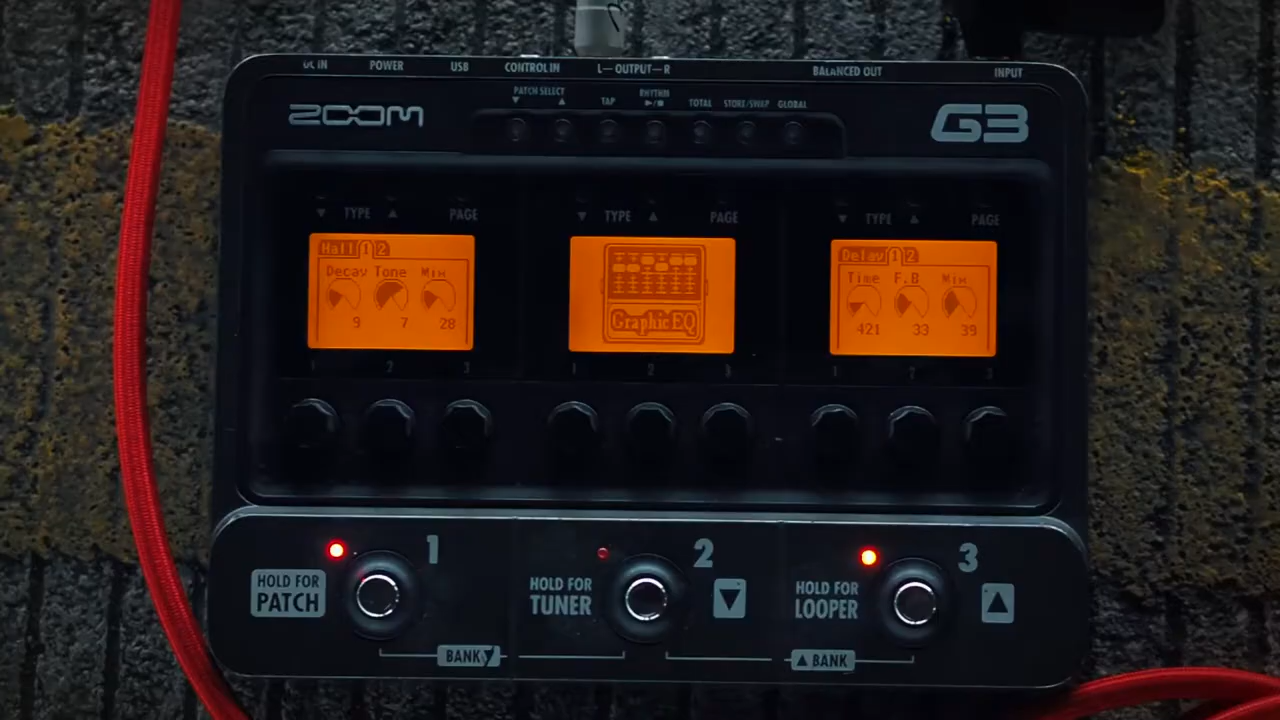 DC IN POWER USB CONTROL IN L—OUTPUT—R BALANCED OUT INPUT
PATCH SELECT
▼ ▲ TAP RHYTHM ▶/■ TOTAL STORE/SWAP GLOBAL
ZOOM G3
▼ TYPE ▲ PAGE ▼ TYPE ▲ PAGE ▼ TYPE ▲ PAGE
Hall 1 2
Decay Tone Mix
9 7 28
GraphicEQ
Delay 1 2
Time F.B Mix
421 33 39
1 2 3 1 2 3 1 2 3
1
HOLD FOR
PATCH
2
HOLD FOR
TUNER
▼
3
HOLD FOR
LOOPER
▲
BANK ▼
▲ BANK